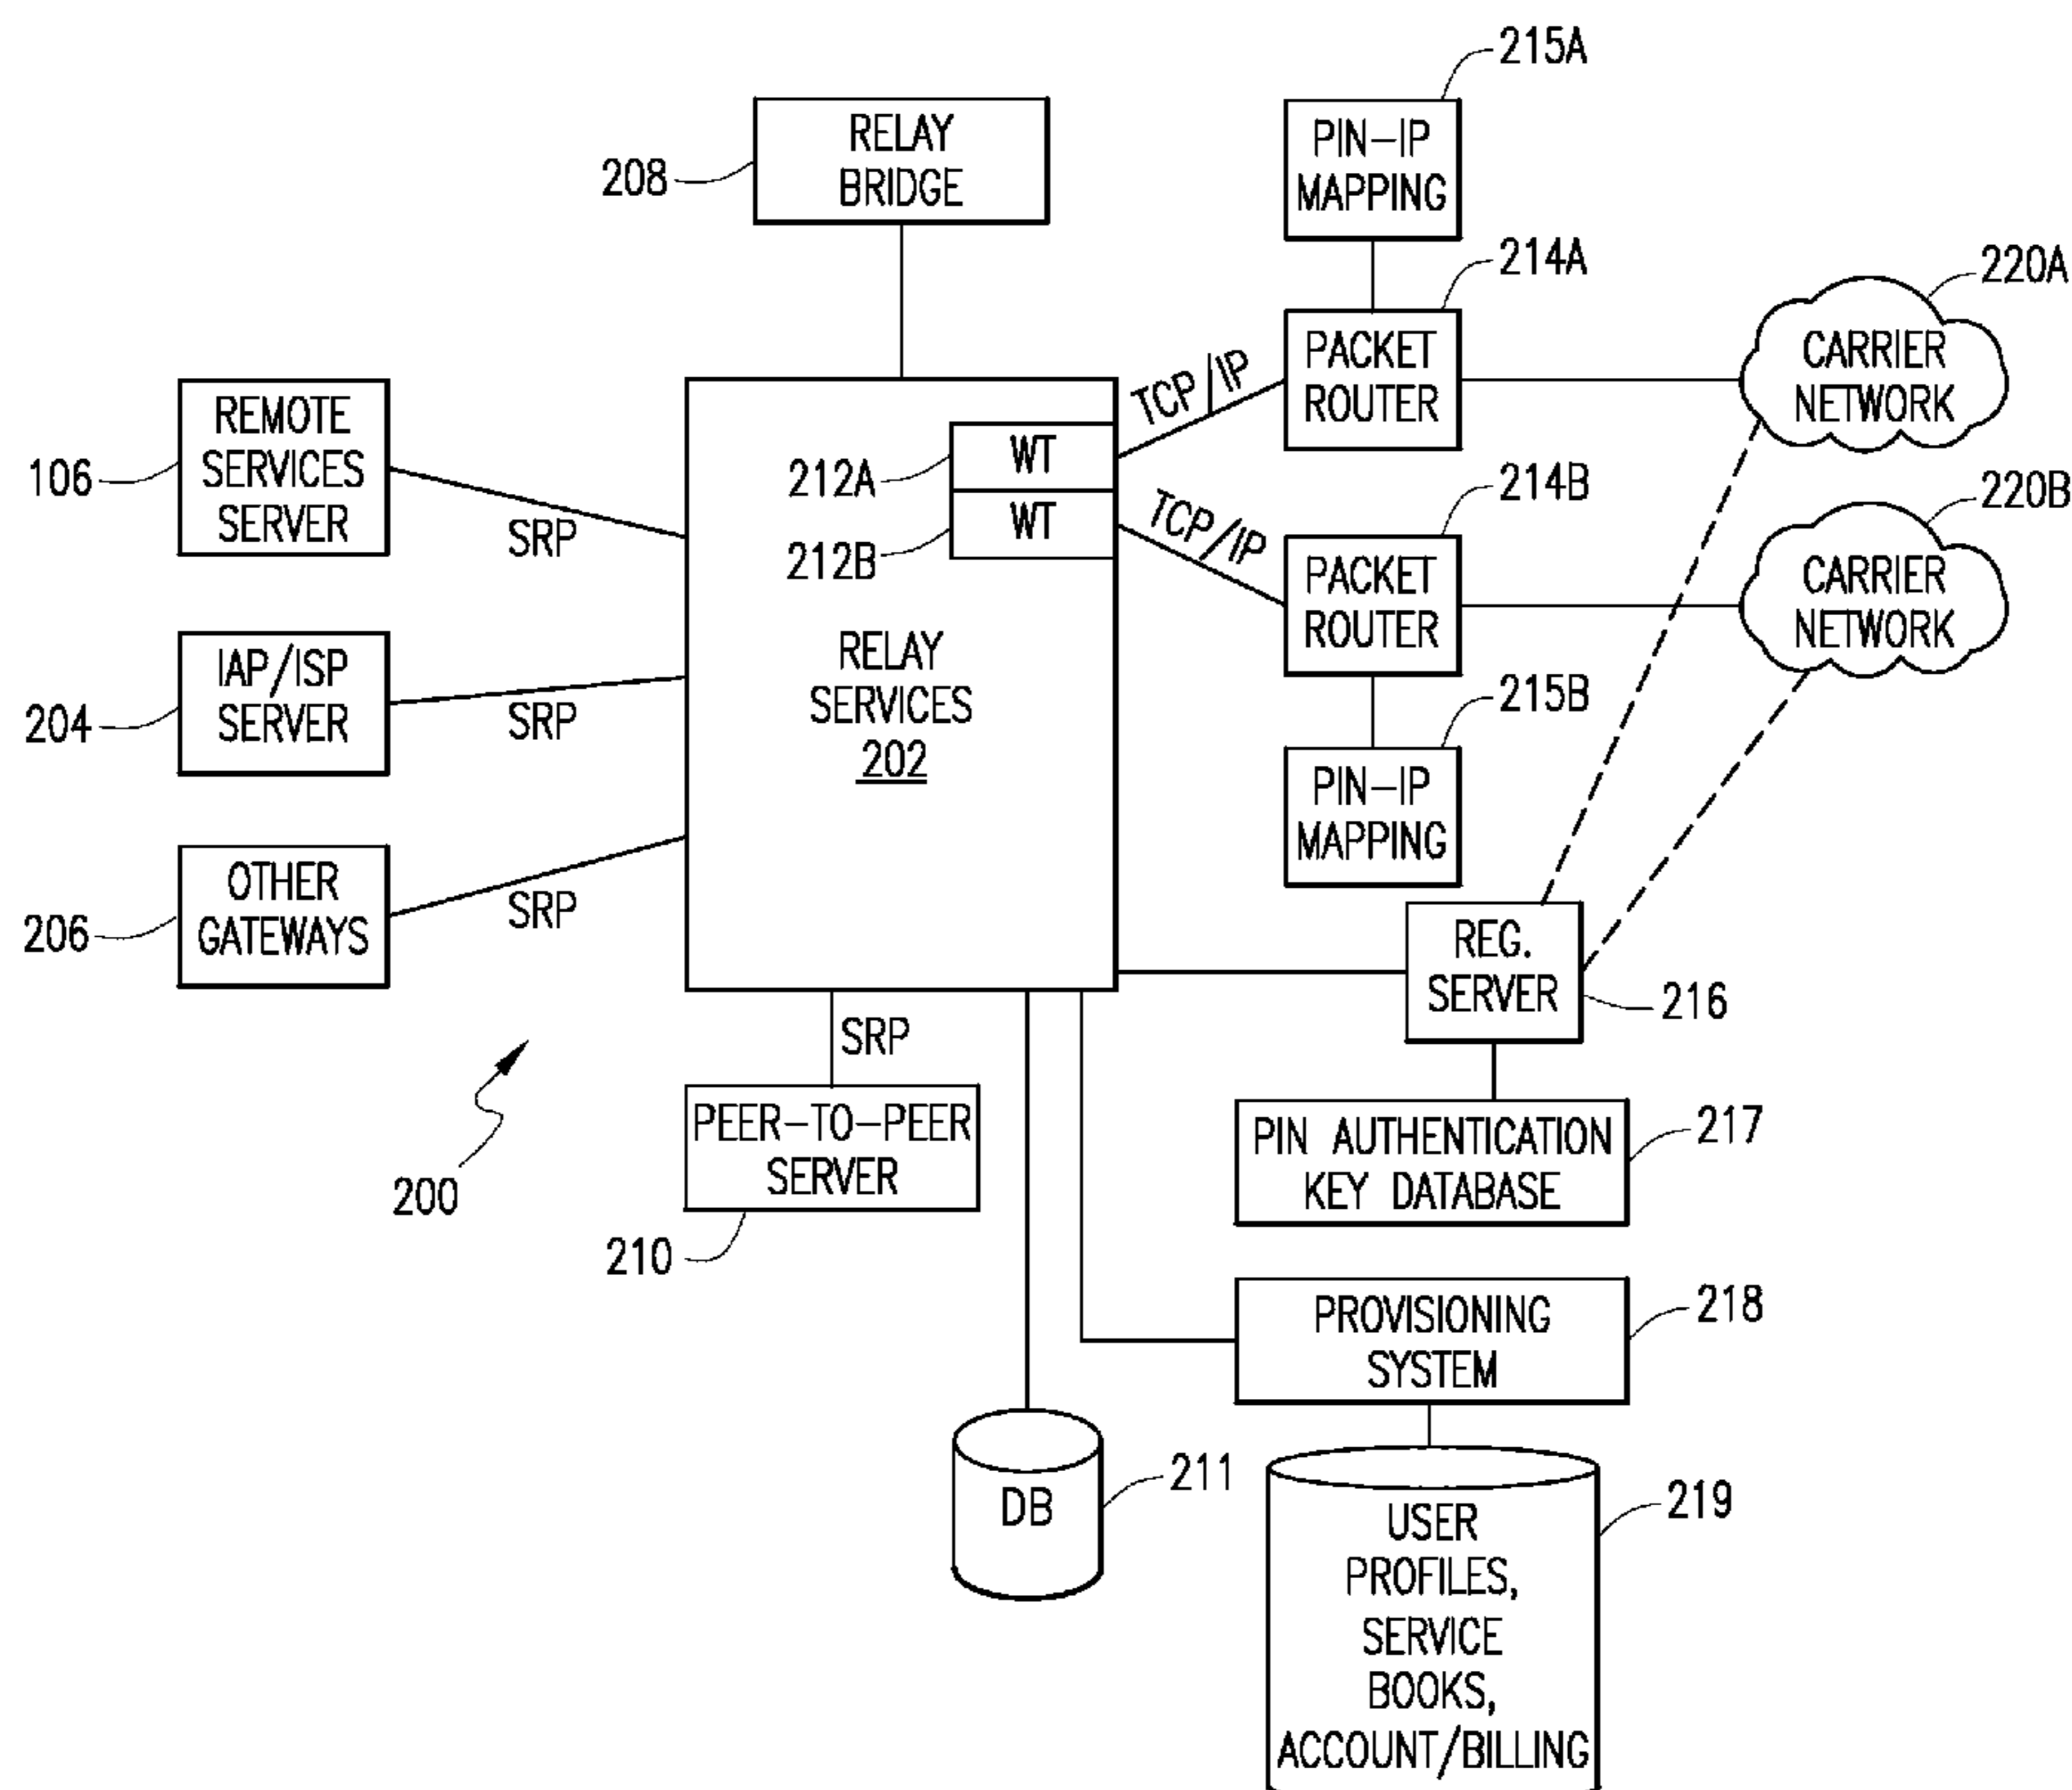 215A
PIN-IP
MAPPING
RELAY
BRIDGE
208
214A
220A
PACKET
ROUTER
CARRIER
NETWORK
TCP/IP
REMOTE
SERVICES
SERVER
106
SRP
WT
212A
WT
212B
TCP/IP
214B
220B
PACKET
ROUTER
CARRIER
NETWORK
IAP/ISP
SERVER
204
SRP
RELAY
SERVICES
202
215B
PIN-IP
MAPPING
OTHER
GATEWAYS
206
SRP
REG.
SERVER
216
SRP
PEER-TO-PEER
SERVER
210
200
PIN AUTHENTICATION
KEY DATABASE
217
PROVISIONING
SYSTEM
218
DB
211
USER
PROFILES,
SERVICE
BOOKS,
ACCOUNT/BILLING
219